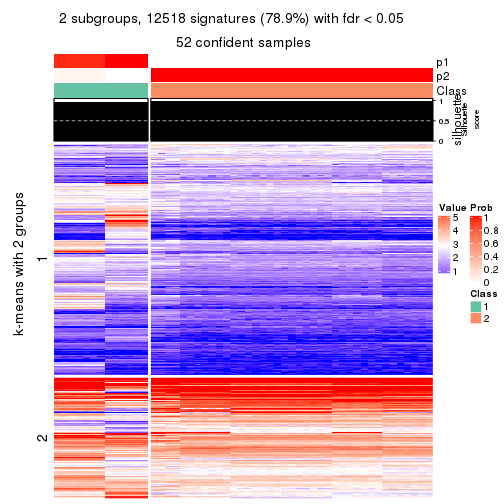 2 subgroups, 12518 signatures (78.9%) with fdr < 0.05
52 confident samples
p1
p2
Class
1
0.5
0
silhouette
Silhouette
score
k-means with 2 groups
1
2
Value
5
4
3
2
1
Prob
1
0.8
0.6
0.4
0.2
0
Class
1
2